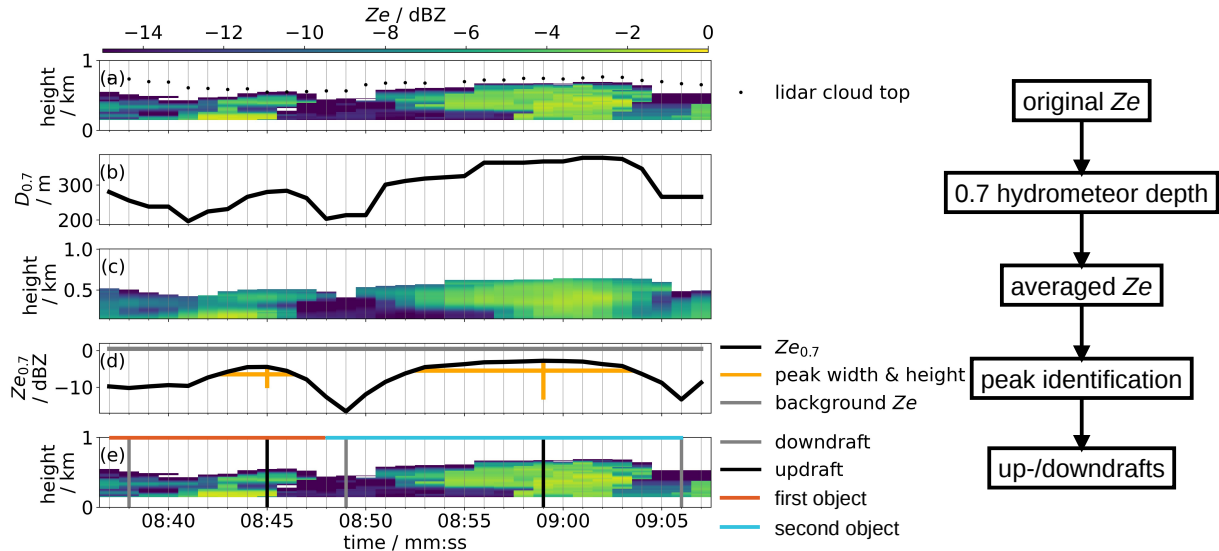 Ze / dBZ
−14 −12 −10 −8 −6 −4 −2 0
(a)
height
/ km
1
0
lidar cloud top
(b)
D0.7
/ m
300
200
(c)
height
/ km
1.0
0.5
(d)
Ze0.7
/ dBZ
0
−10
Ze0.7
peak width & height
background Ze
(e)
height
/ km
1
0
downdraft
updraft
first object
second object
08:40 08:45 08:50 08:55 09:00 09:05
time / mm:ss
original Ze
0.7 hydrometeor depth
averaged Ze
peak identification
up-/downdrafts